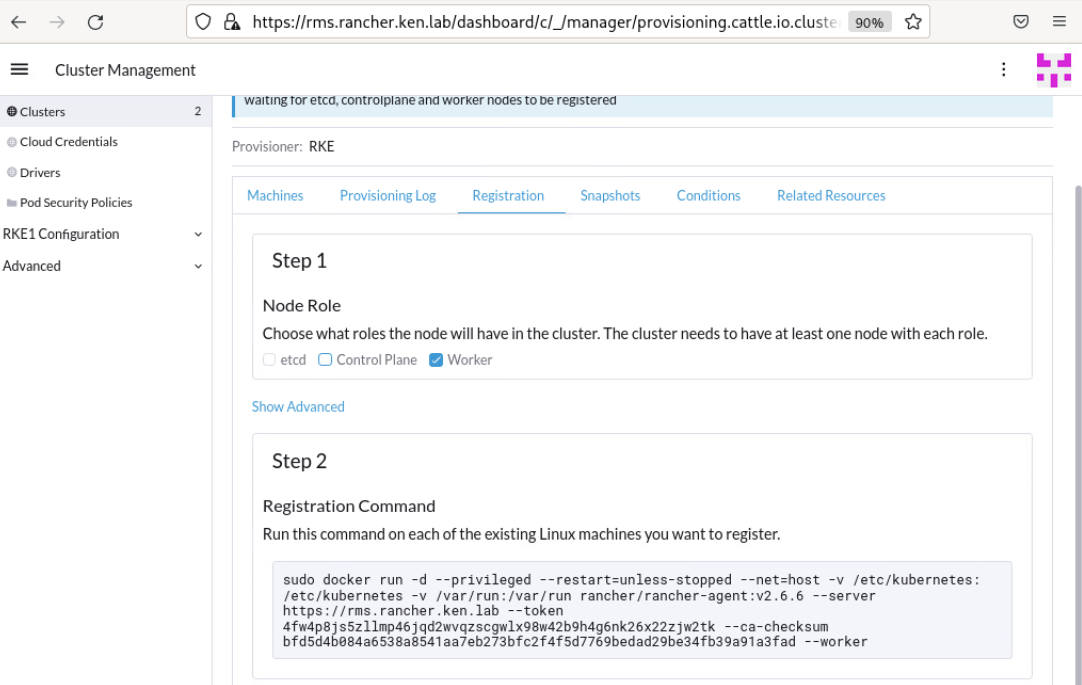 https://rms.rancher.ken.lab/dashboard/c/_/manager/provisioning.cattle.io.cluste
90%
Cluster Management
Clusters 2
Cloud Credentials
Drivers
Pod Security Policies
RKE1 Configuration
Advanced
waiting for etcd, controlplane and worker nodes to be registered
Provisioner: RKE
Machines Provisioning Log Registration Snapshots Conditions Related Resources
Step 1
Node Role
Choose what roles the node will have in the cluster. The cluster needs to have at least one node with each role.
etcd Control Plane Worker
Show Advanced
Step 2
Registration Command
Run this command on each of the existing Linux machines you want to register.
sudo docker run -d --privileged --restart=unless-stopped --net=host -v /etc/kubernetes:
/etc/kubernetes -v /var/run:/var/run rancher/rancher-agent:v2.6.6 --server
https://rms.rancher.ken.lab --token
4fw4p8js5zllmp46jqd2wvqzscgwlx98w42b9h4g6nk26x22zjw2tk --ca-checksum
bfd5d4b084a6538a8541aa7eb273bfc2f4f5d7769bedad29be34fb39a91a3fad --worker